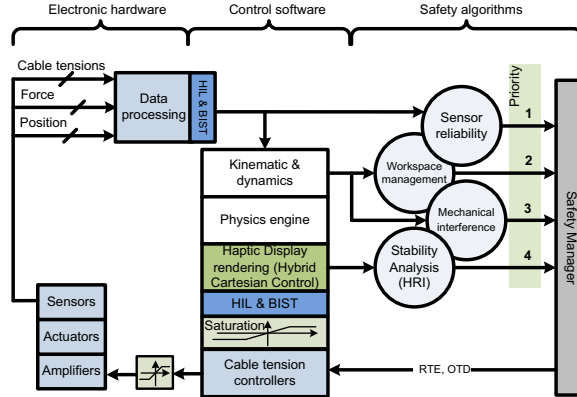 Electronic hardware
Control software
Safety algorithms
Cable tensions
Force
Position
Data
processing
HIL & BIST
Sensor
reliability
Priority
1
Kinematic &
dynamics
Workspace
management
2
Physics engine
Mechanical
interference
3
Haptic Display
rendering (Hybrid
Cartesian Control)
Stability
Analysis
(HRI)
4
Safety Manager
HIL & BIST
Saturation
Sensors
Actuators
Amplifiers
Cable tension
controllers
RTE, OTD